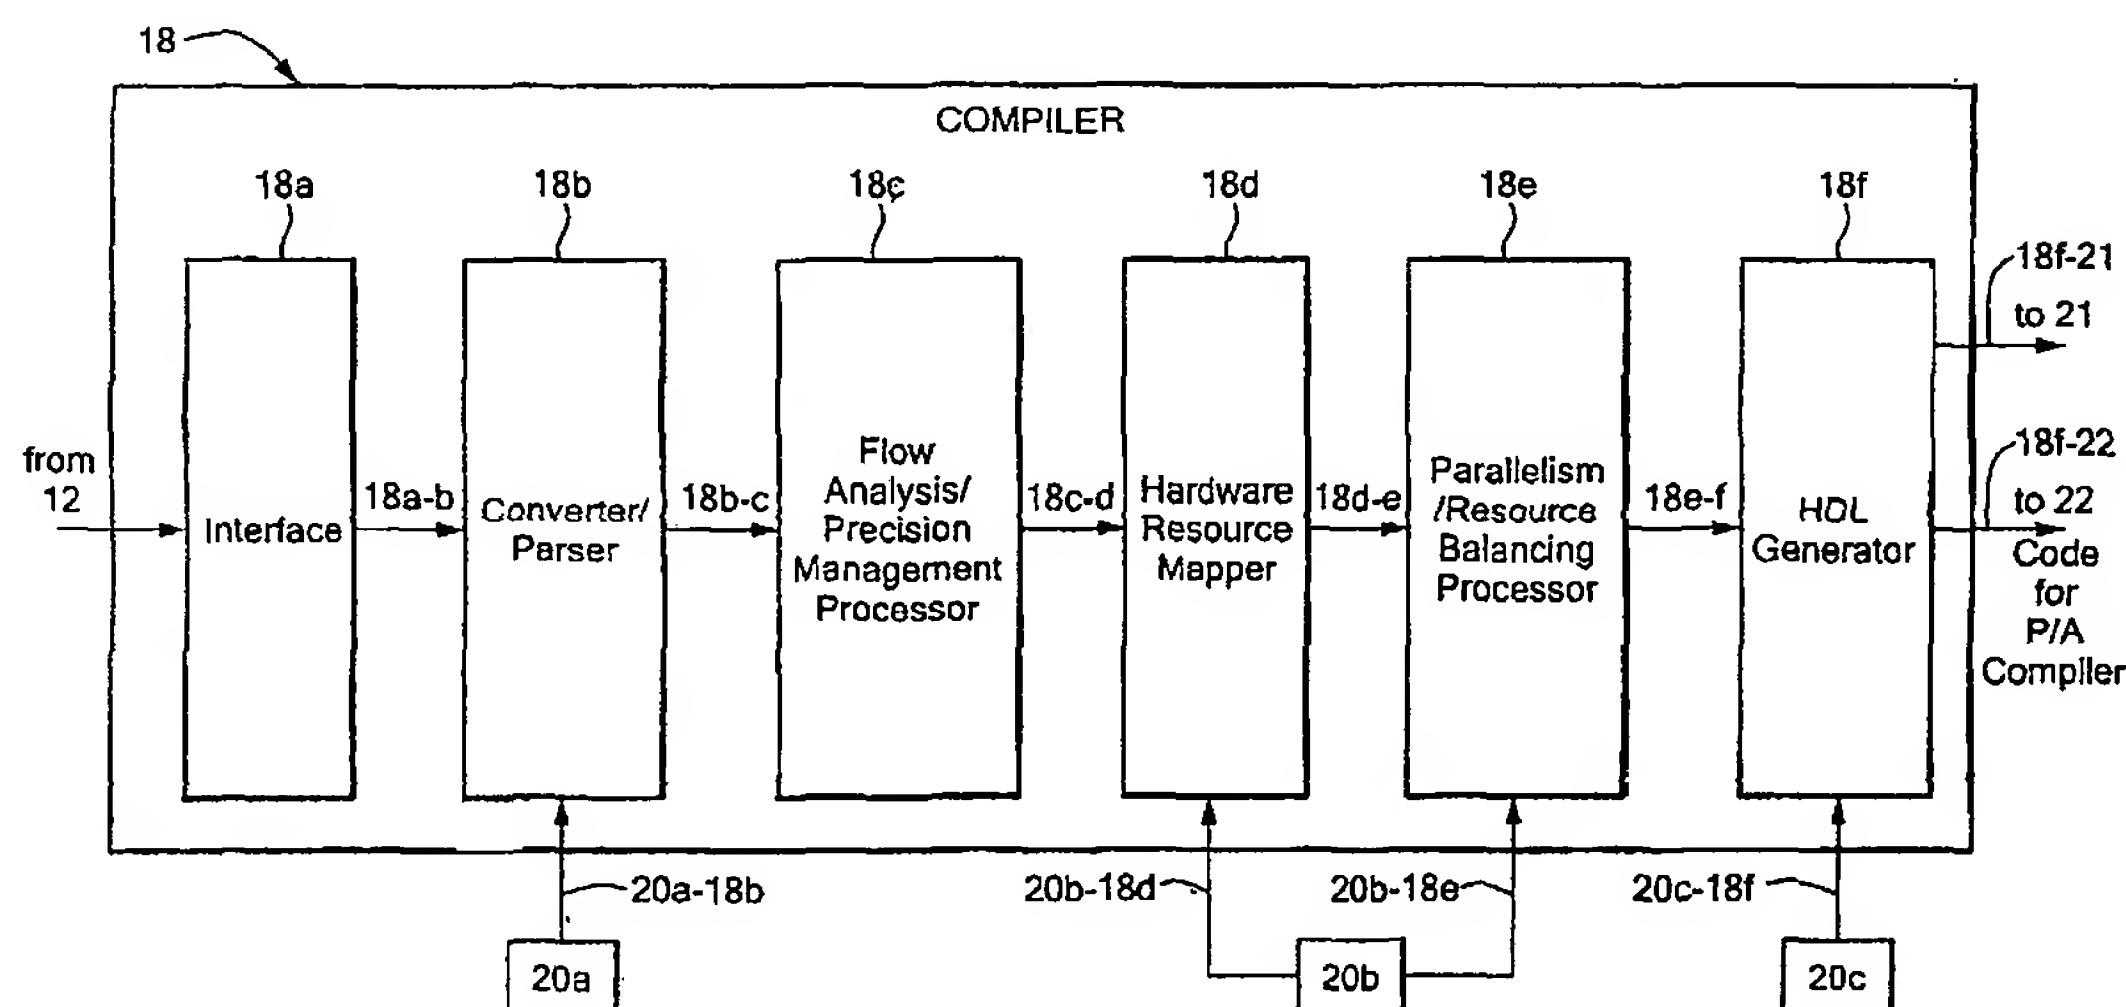 18
COMPILER
18a
18b
18c
18d
18e
18f
18f-21
to 21
from
12
Interface
18a-b
Converter/
Parser
18b-c
Flow
Analysis/
Precision
Management
Processor
18c-d
Hardware
Resource
Mapper
18d-e
Parallelism
/Resource
Balancing
Processor
18e-f
HDL
Generator
18f-22
to 22
Code
for
P/A
Compiler
20a-18b
20b-18d
20b-18e
20c-18f
20a
20b
20c